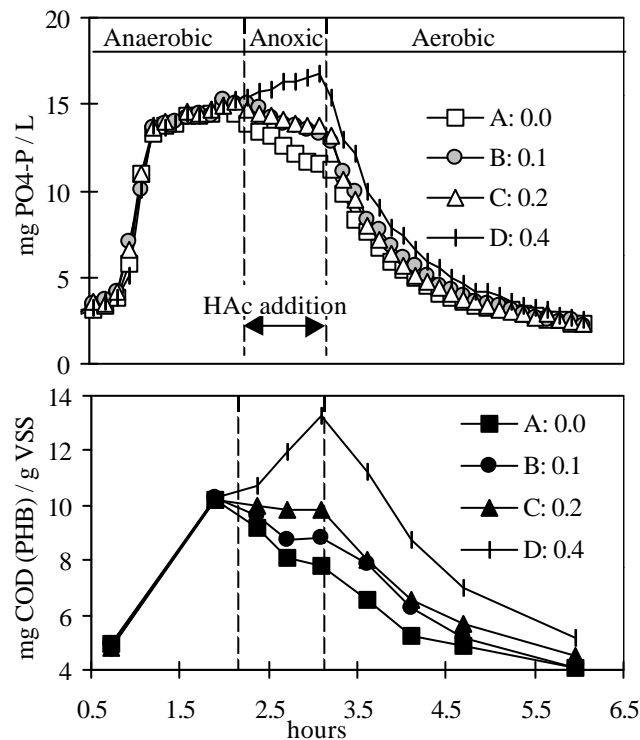 20
Anaerobic Anoxic Aerobic
15
A: 0.0
B: 0.1
10
C: 0.2
D: 0.4
5
HAc addition
0
mg PO4-P / L
14
A: 0.0
12
B: 0.1
C: 0.2
10
D: 0.4
8
6
4
mg COD (PHB) / g VSS
0.5 1.5 2.5 3.5 4.5 5.5 6.5
hours